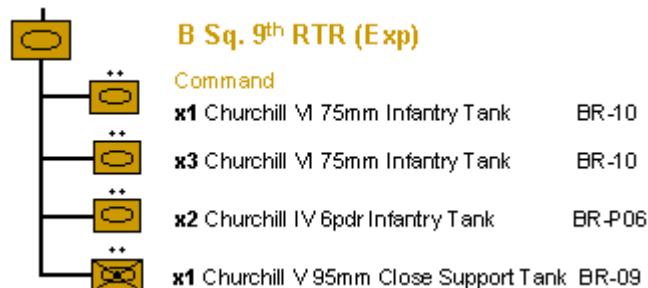 B Sq. 9th RTR (Exp)
Command
x1 Churchill VI 75mm Infantry Tank BR-10
x3 Churchill VI 75mm Infantry Tank BR-10
x2 Churchill IV 6pdr Infantry Tank BR-P06
x1 Churchill V 95mm Close Support Tank BR-09